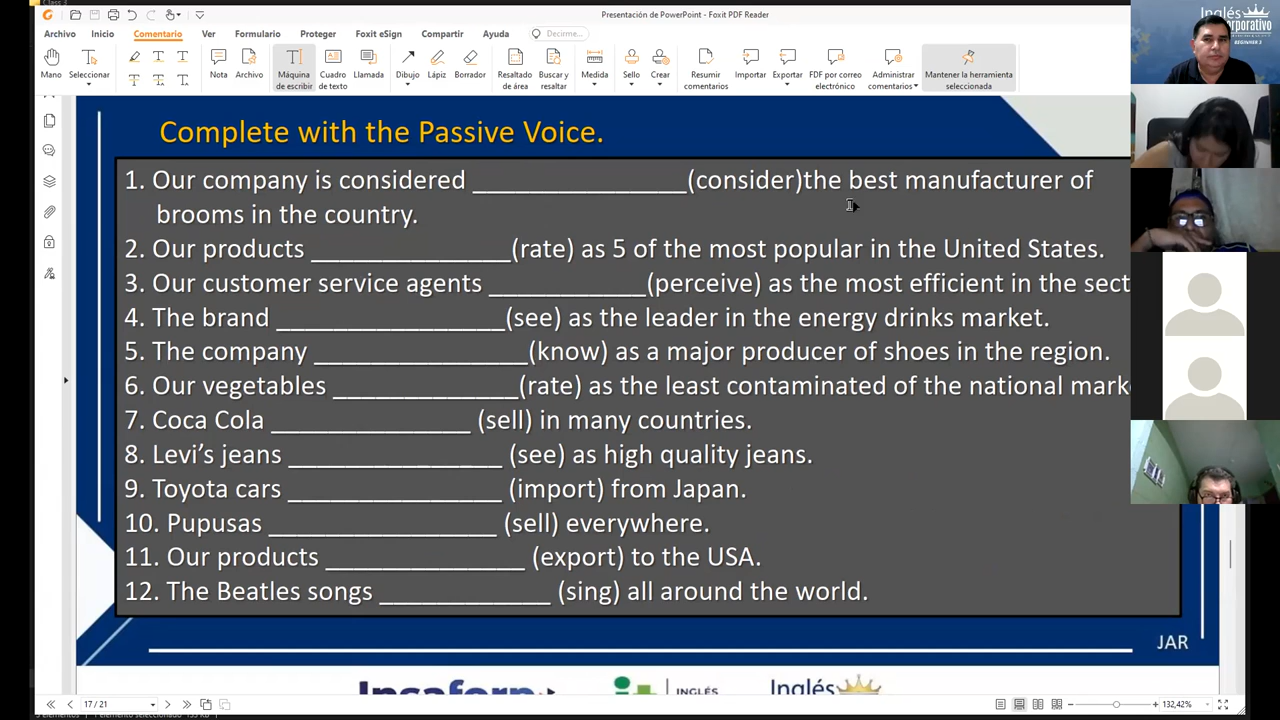 Presentación de PowerPoint - Foxit PDF Reader
Archivo Inicio Comentario Ver Formulario Proteger Foxit eSign Compartir Ayuda Decirme...
Mano Seleccionar Nota Archivo Máquina de escribir Cuadro de texto Llamada Dibujo Lápiz Borrador Resaltado de área Buscar y resaltar Medida Sello Crear Resumir comentarios Importar Exportar FDF por correo electrónico Administrar comentarios Mantener la herramienta seleccionada
Inglés
BEGINNER 2
Complete with the Passive Voice.
1. Our company is considered ________________(consider)the best manufacturer of
brooms in the country.
2. Our products _______________(rate) as 5 of the most popular in the United States.
3. Our customer service agents ____________(perceive) as the most efficient in the sect
4. The brand _________________(see) as the leader in the energy drinks market.
5. The company ________________(know) as a major producer of shoes in the region.
6. Our vegetables ______________(rate) as the least contaminated of the national mark
7. Coca Cola _______________ (sell) in many countries.
8. Levi’s jeans ________________ (see) as high quality jeans.
9. Toyota cars ________________ (import) from Japan.
10. Pupusas _________________ (sell) everywhere.
11. Our products _______________ (export) to the USA.
12. The Beatles songs _____________ (sing) all around the world.
JAR
INGLÉS
Inglés
17 / 21
132,42%